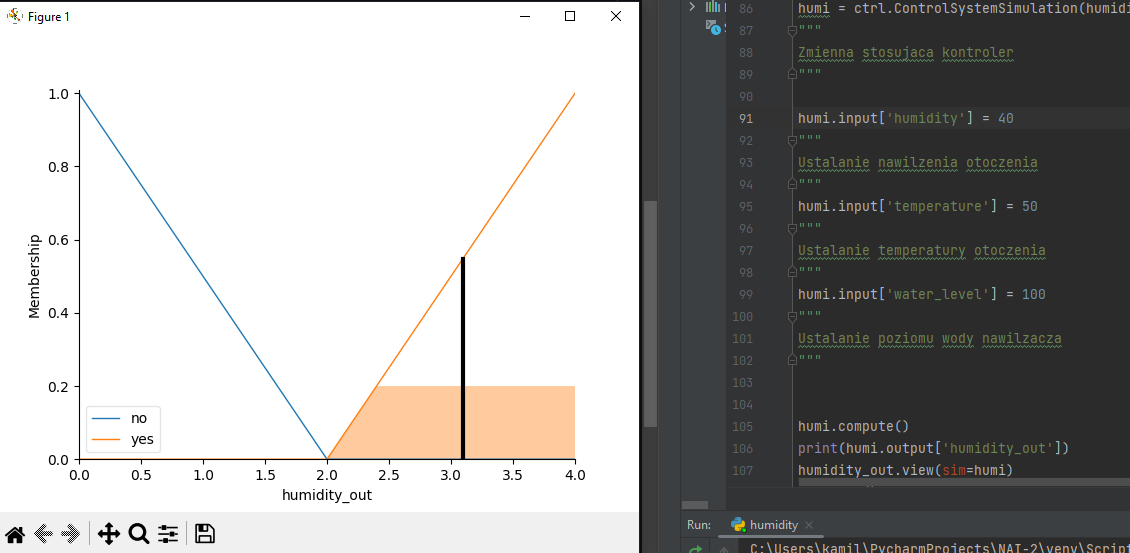 Figure 1
1.0
0.8
0.6
0.4
0.2
0.0
Membership
no
yes
0.0 0.5 1.0 1.5 2.0 2.5 3.0 3.5 4.0
humidity_out
86 humi = ctrl.ControlSystemSimulation(humidi
87 """
88 Zmienna stosujaca kontroler
89 """
90
91 humi.input['humidity'] = 40
92 """
93 Ustalanie nawilzenia otoczenia
94 """
95 humi.input['temperature'] = 50
96 """
97 Ustalanie temperatury otoczenia
98 """
99 humi.input['water_level'] = 100
100 """
101 Ustalanie poziomu wody nawilzacza
102 """
103
104
105 humi.compute()
106 print(humi.output['humidity_out'])
107 humidity_out.view(sim=humi)
Run: humidity
C:\Users\kamil\PycharmProjects\NAI-2\venv\Script